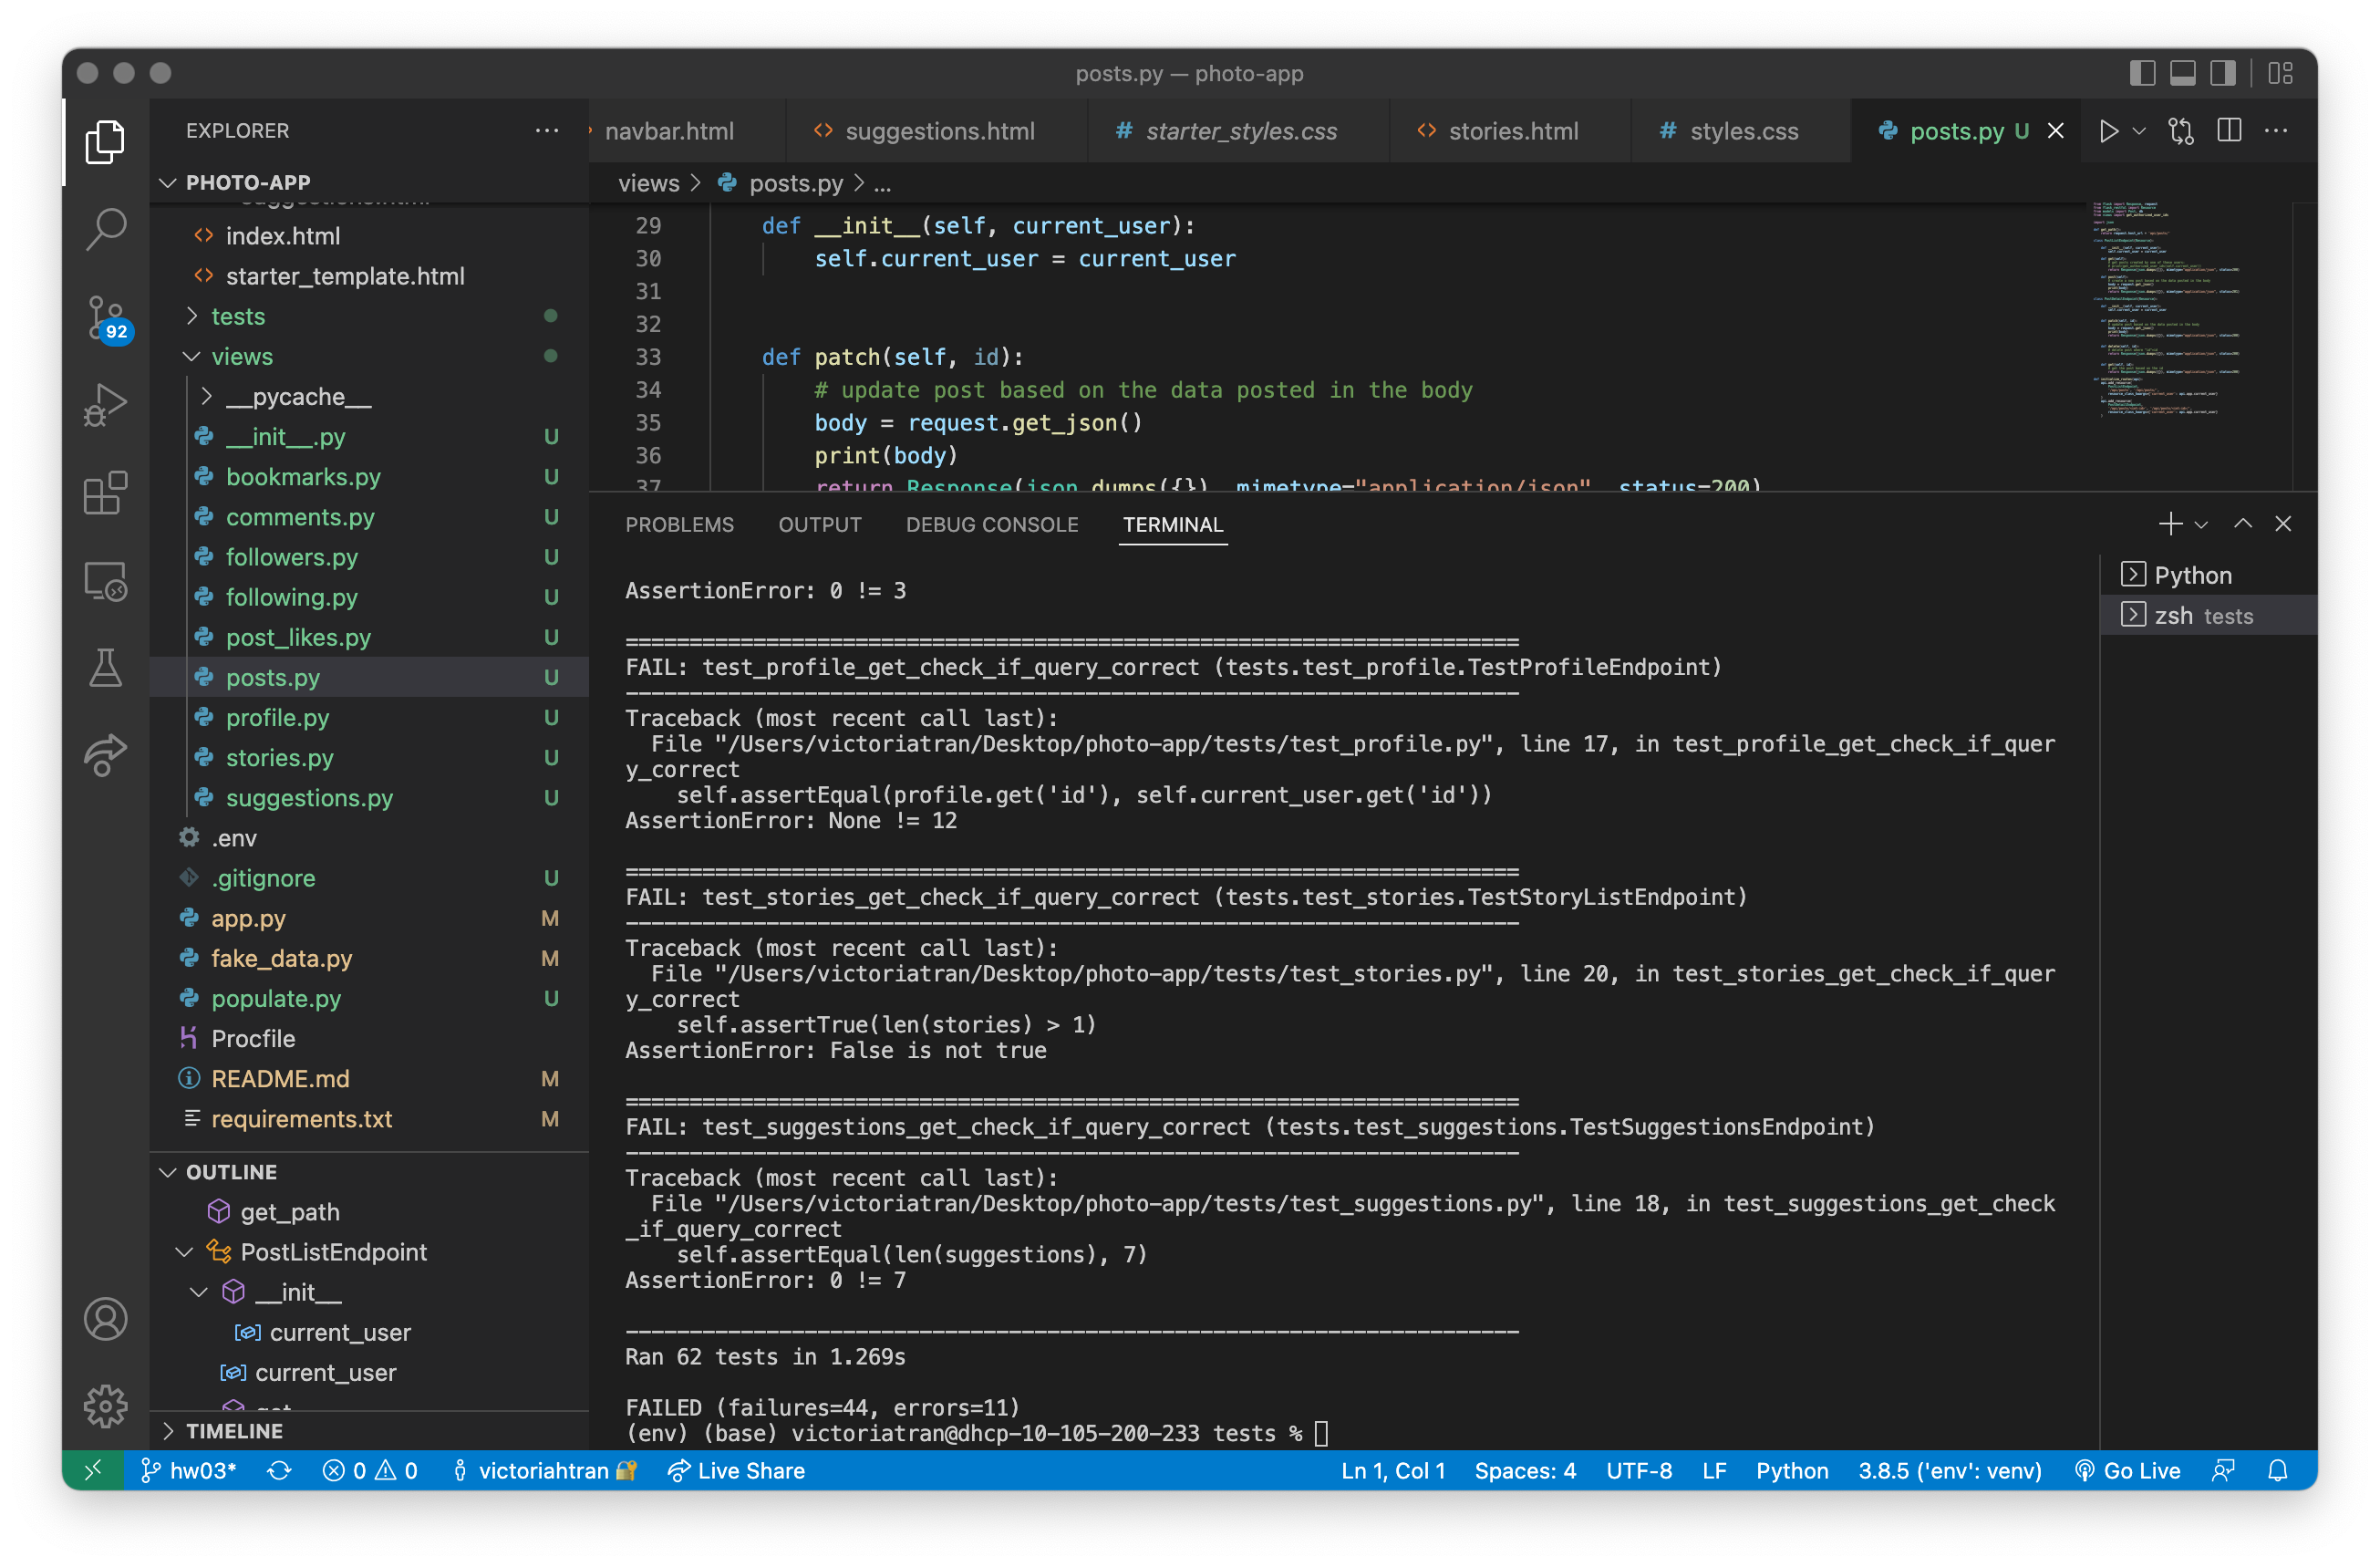 posts.py — photo-app
EXPLORER
PHOTO-APP
index.html
starter_template.html
tests
views
__pycache__
__init__.py U
bookmarks.py U
comments.py U
followers.py U
following.py U
post_likes.py U
posts.py U
profile.py U
stories.py U
suggestions.py U
.env
.gitignore U
app.py M
fake_data.py M
populate.py U
Procfile
README.md M
requirements.txt M
OUTLINE
get_path
PostListEndpoint
__init__
current_user
current_user
get
TIMELINE
92
navbar.html
suggestions.html
starter_styles.css
stories.html
styles.css
posts.py U
views > posts.py > ...
29 def __init__(self, current_user):
30 self.current_user = current_user
31
32
33 def patch(self, id):
34 # update post based on the data posted in the body
35 body = request.get_json()
36 print(body)
37 return Response(json.dumps({}), mimetype="application/json", status=200)
PROBLEMS OUTPUT DEBUG CONSOLE TERMINAL
AssertionError: 0 != 3
======================================================================
FAIL: test_profile_get_check_if_query_correct (tests.test_profile.TestProfileEndpoint)
----------------------------------------------------------------------
Traceback (most recent call last):
File "/Users/victoriatran/Desktop/photo-app/tests/test_profile.py", line 17, in test_profile_get_check_if_quer
y_correct
self.assertEqual(profile.get('id'), self.current_user.get('id'))
AssertionError: None != 12
======================================================================
FAIL: test_stories_get_check_if_query_correct (tests.test_stories.TestStoryListEndpoint)
----------------------------------------------------------------------
Traceback (most recent call last):
File "/Users/victoriatran/Desktop/photo-app/tests/test_stories.py", line 20, in test_stories_get_check_if_quer
y_correct
self.assertTrue(len(stories) > 1)
AssertionError: False is not true
======================================================================
FAIL: test_suggestions_get_check_if_query_correct (tests.test_suggestions.TestSuggestionsEndpoint)
----------------------------------------------------------------------
Traceback (most recent call last):
File "/Users/victoriatran/Desktop/photo-app/tests/test_suggestions.py", line 18, in test_suggestions_get_check
_if_query_correct
self.assertEqual(len(suggestions), 7)
AssertionError: 0 != 7
----------------------------------------------------------------------
Ran 62 tests in 1.269s
FAILED (failures=44, errors=11)
(env) (base) victoriatran@dhcp-10-105-200-233 tests %
Python
zsh tests
hw03* 0 0 victoriahtran Live Share Ln 1, Col 1 Spaces: 4 UTF-8 LF Python 3.8.5 ('env': venv) Go Live